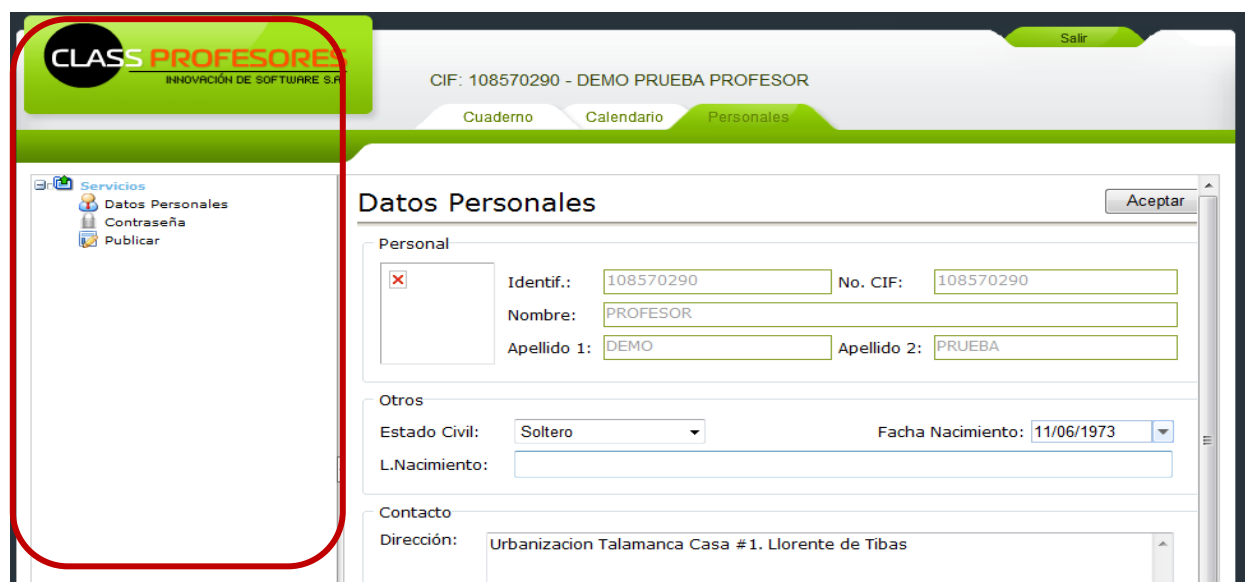 CLASS PROFESORES
INNOVACIÓN DE SOFTWARE S.A
Salir
CIF: 108570290 - DEMO PRUEBA PROFESOR
Cuaderno Calendario Personales
Servicios
Datos Personales
Contraseña
Publicar
Datos Personales
Aceptar
Personal
Identif.: 108570290 No. CIF: 108570290
Nombre: PROFESOR
Apellido 1: DEMO Apellido 2: PRUEBA
Otros
Estado Civil: Soltero Facha Nacimiento: 11/06/1973
L.Nacimiento:
Contacto
Dirección: Urbanizacion Talamanca Casa #1. Llorente de Tibas